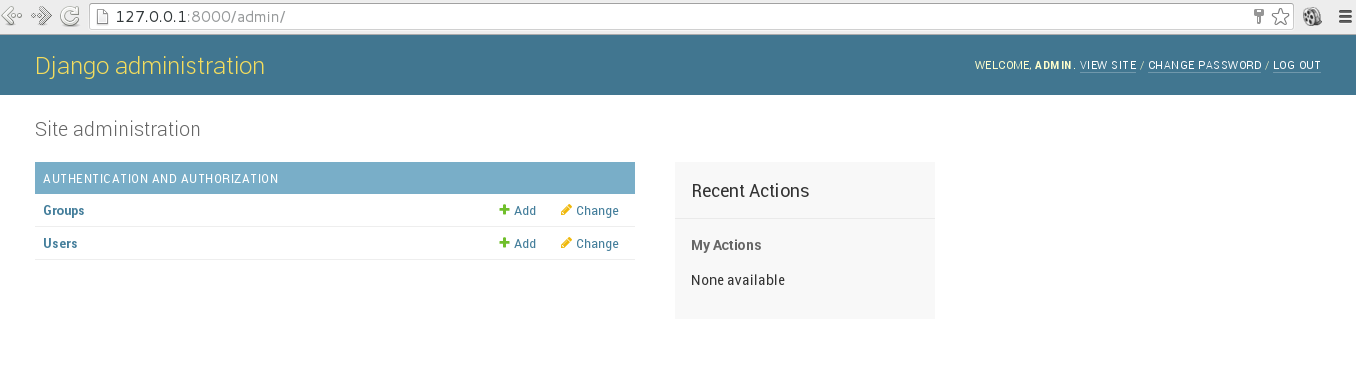 127.0.0.1:8000/admin/
Django administration
WELCOME, ADMIN. VIEW SITE / CHANGE PASSWORD / LOG OUT
Site administration
AUTHENTICATION AND AUTHORIZATION
Groups Add Change
Users Add Change
Recent Actions
My Actions
None available